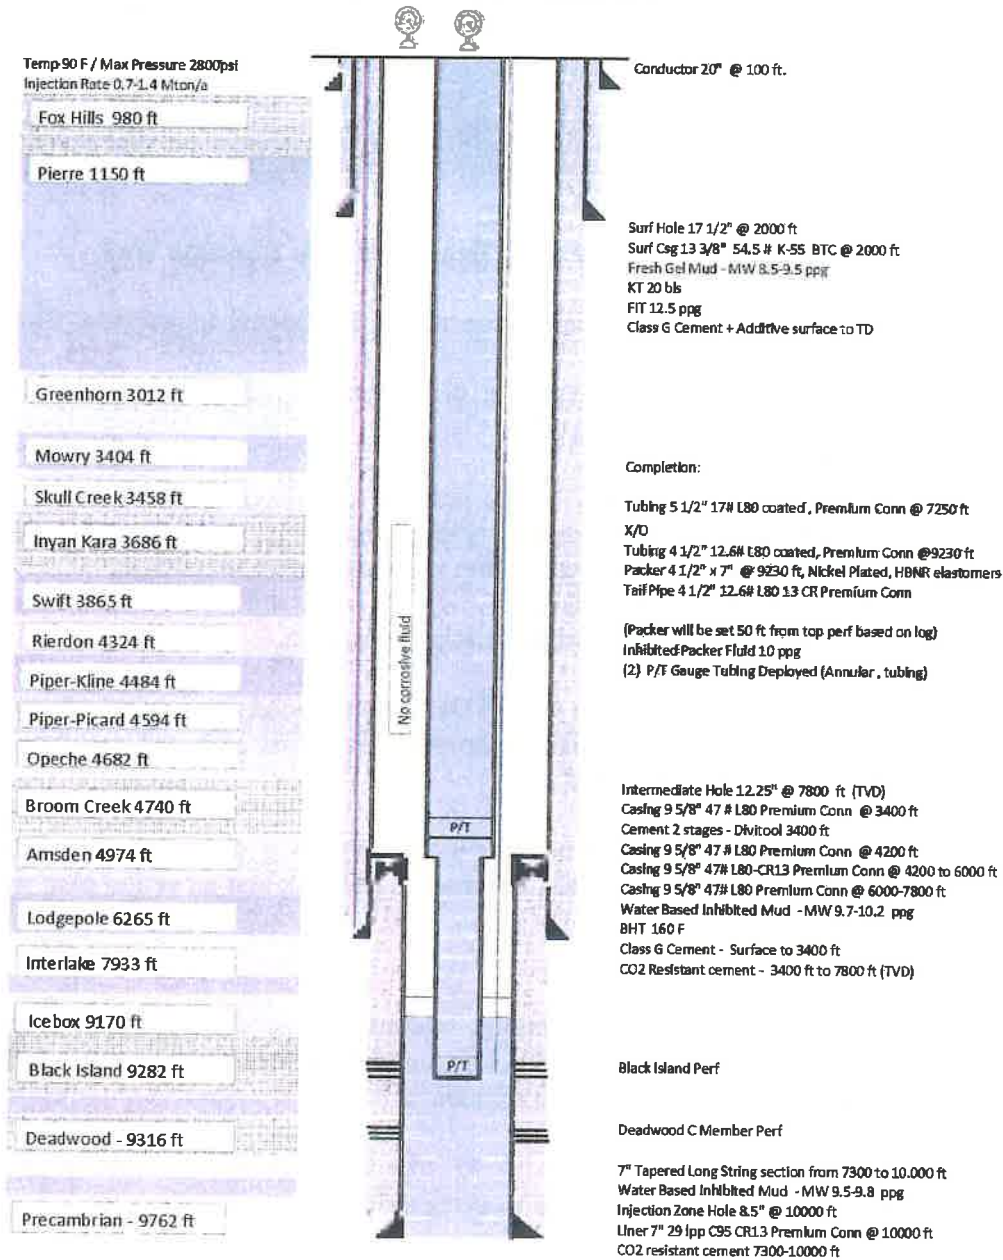 Temp 90 F / Max Pressure 2800psi
Injection Rate 0.7-1.4 Mton/a
Fox Hills 980 ft
Pierre 1150 ft
Greenhorn 3012 ft
Mowry 3404 ft
Skull Creek 3458 ft
Inyan Kara 3686 ft
Swift 3865 ft
Rierdon 4324 ft
Piper-Kline 4484 ft
Piper-Picard 4594 ft
Opeche 4682 ft
Broom Creek 4740 ft
Amsden 4974 ft
Lodgepole 6265 ft
Interlake 7933 ft
Icebox 9170 ft
Black Island 9282 ft
Deadwood - 9316 ft
Precambrian - 9762 ft
No corrosive fluid
P/T
P/T
Conductor 20" @ 100 ft.
Surf Hole 17 1/2" @ 2000 ft
Surf Csg 13 3/8" 54.5 # K-55 BTC @ 2000 ft
Fresh Gel Mud - MW 8.5-9.5 ppg
KT 20 bls
FIT 12.5 ppg
Class G Cement + Additive surface to TD
Completion:
Tubing 5 1/2" 17# L80 coated, Premium Conn @ 7250 ft
X/O
Tubing 4 1/2" 12.6# L80 coated, Premium Conn @9230 ft
Packer 4 1/2" x 7" @ 9230 ft, Nickel Plated, HBNR elastomers
Tail Pipe 4 1/2" 12.6# L80 13 CR Premium Conn
(Packer will be set 50 ft from top perf based on log)
Inhibited Packer Fluid 10 ppg
(2) P/T Gauge Tubing Deployed (Annular, tubing)
Intermediate Hole 12.25" @ 7800 ft (TVD)
Casing 9 5/8" 47 # L80 Premium Conn @ 3400 ft
Cement 2 stages - Divitool 3400 ft
Casing 9 5/8" 47 # L80 Premium Conn @ 4200 ft
Casing 9 5/8" 47# L80-CR13 Premium Conn @ 4200 to 6000 ft
Casing 9 5/8" 47# L80 Premium Conn @ 6000-7800 ft
Water Based Inhibited Mud - MW 9.7-10.2 ppg
BHT 160 F
Class G Cement - Surface to 3400 ft
CO2 Resistant cement - 3400 ft to 7800 ft (TVD)
Black Island Perf
Deadwood C Member Perf
7" Tapered Long String section from 7300 to 10.000 ft
Water Based Inhibited Mud - MW 9.5-9.8 ppg
Injection Zone Hole 8.5" @ 10000 ft
Liner 7" 29 lpp C95 CR13 Premium Conn @ 10000 ft
CO2 resistant cement 7300-10000 ft